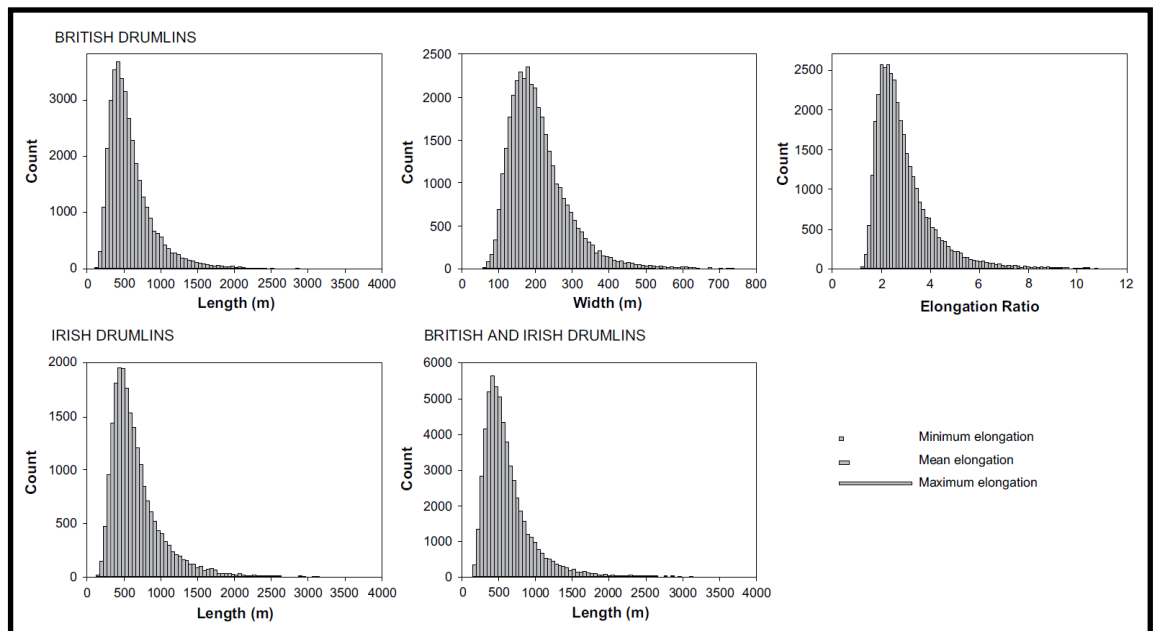 BRITISH DRUMLINS
Count
3000
2000
1000
0
0 500 1000 1500 2000 2500 3000 3500 4000
Length (m)
Count
2500
2000
1500
1000
500
0
0 100 200 300 400 500 600 700 800
Width (m)
Count
2500
2000
1500
1000
500
0
0 2 4 6 8 10 12
Elongation Ratio
IRISH DRUMLINS
Count
2000
1500
1000
500
0
0 500 1000 1500 2000 2500 3000 3500 4000
Length (m)
BRITISH AND IRISH DRUMLINS
Count
6000
5000
4000
3000
2000
1000
0
0 500 1000 1500 2000 2500 3000 3500 4000
Length (m)
Minimum elongation
Mean elongation
Maximum elongation